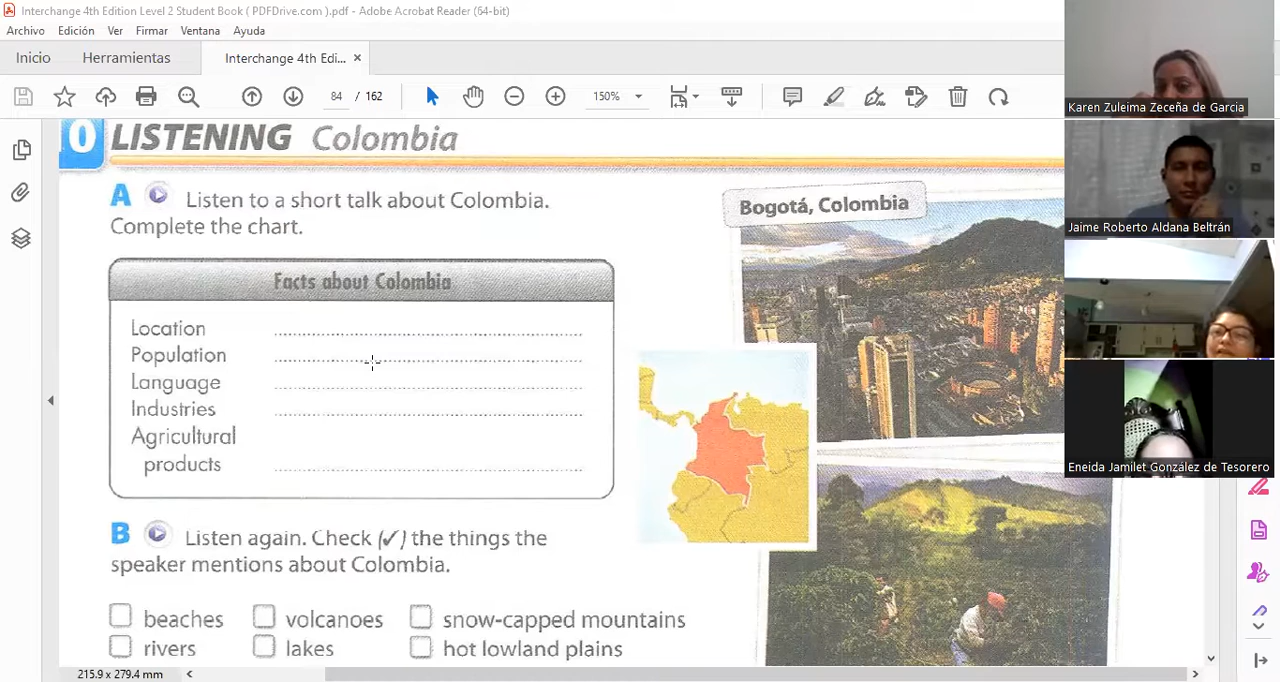 Interchange 4th Edition Level 2 Student Book ( PDFDrive.com ).pdf - Adobe Acrobat Reader (64-bit)
Archivo Edición Ver Firmar Ventana Ayuda
Inicio Herramientas Interchange 4th Edi... ×
84 / 162 150%
0 LISTENING Colombia
A Listen to a short talk about Colombia.
Complete the chart.
Facts about Colombia
Location
Population
Language
Industries
Agricultural
products
B Listen again. Check (✓) the things the
speaker mentions about Colombia.
beaches volcanoes snow-capped mountains
rivers lakes hot lowland plains
Bogotá, Colombia
215.9 x 279.4 mm
Karen Zuleima Zeceña de Garcia
Jaime Roberto Aldana Beltrán
Eneida Jamilet González de Tesorero